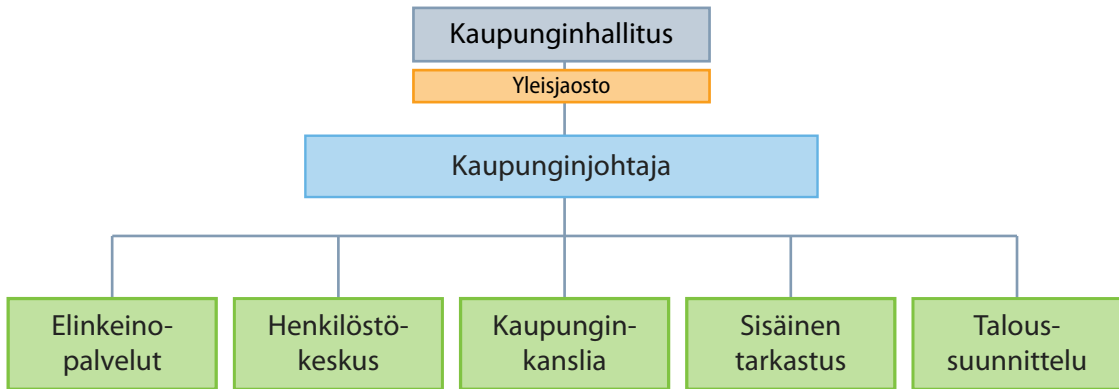 Kaupunginhallitus
Yleisjaosto
Kaupunginjohtaja
Elinkeino-
palvelut
Henkilöstö-
keskus
Kaupungin-
kanslia
Sisäinen
tarkastus
Talous-
suunnittelu